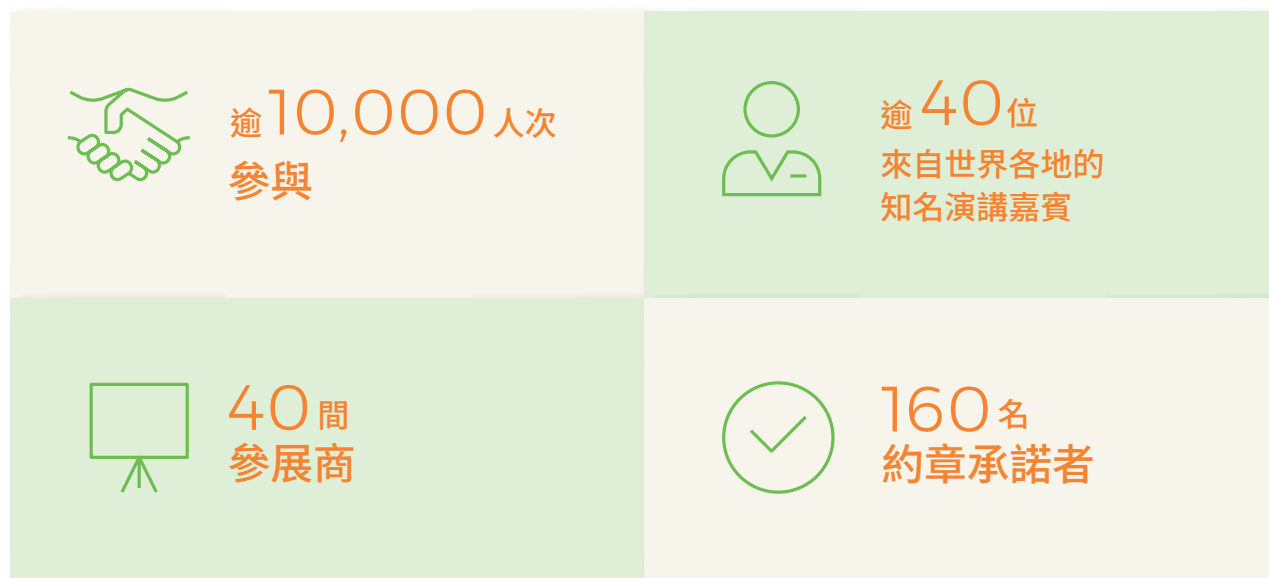 逾10,000人次
參與
逾40位
來自世界各地的
知名演講嘉賓
40間
參展商
160名
約章承諾者